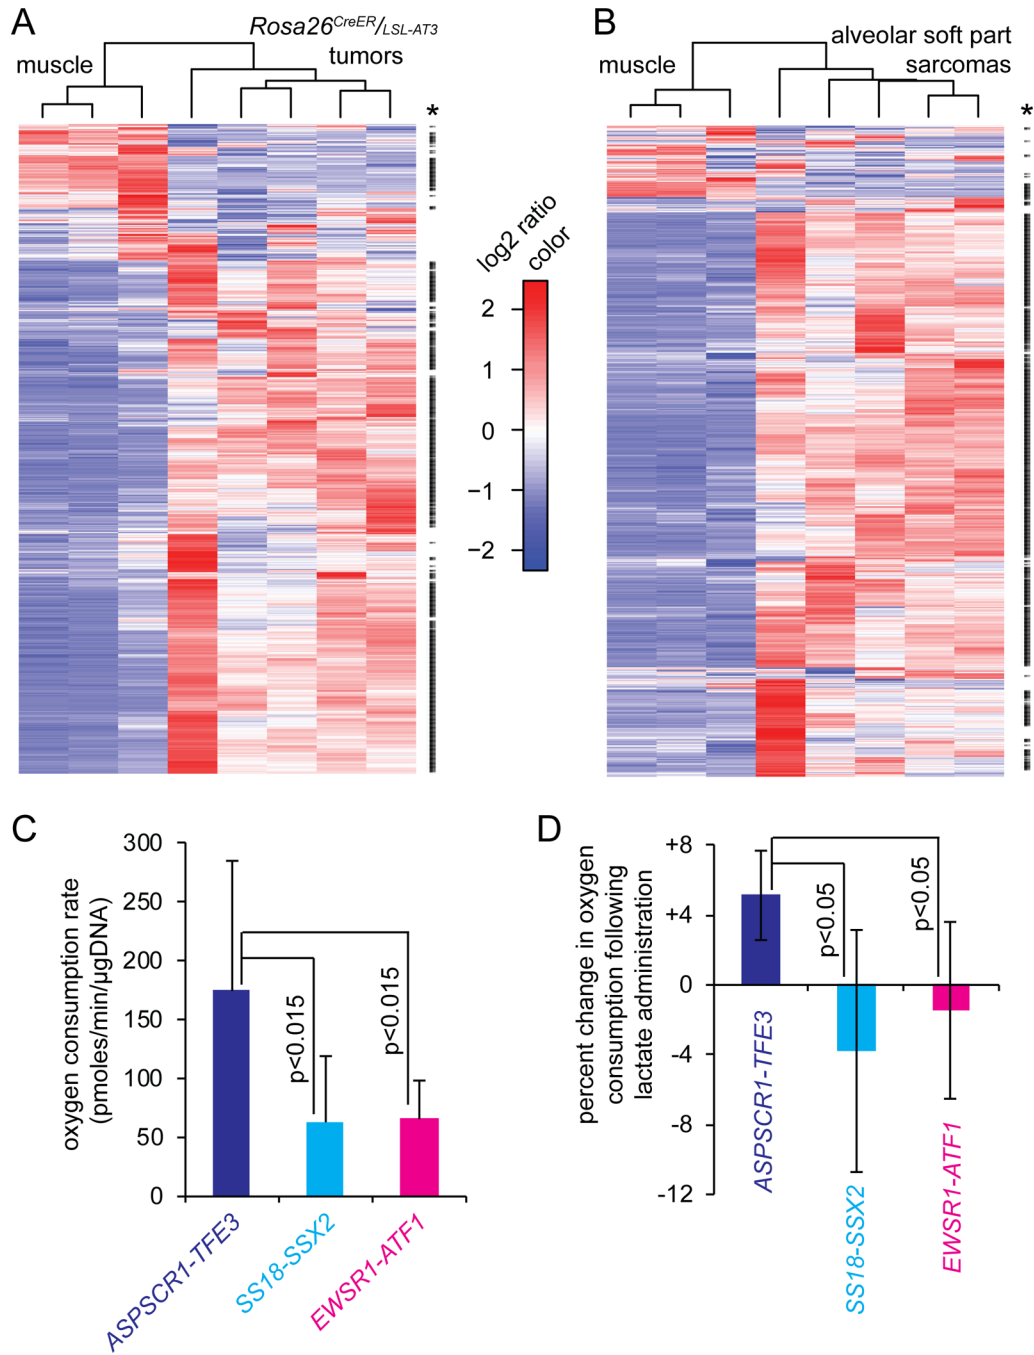 A
Rosa26CreER/LSL-AT3
tumors
muscle
*
B
alveolar soft part
sarcomas
muscle
*
log2 ratio
color
2
1
0
−1
−2
C
oxygen consumption rate
(pmoles/min/µgDNA)
300
250
200
150
100
50
0
p<0.015
p<0.015
ASPSCR1-TFE3
SS18-SSX2
EWSR1-ATF1
D
percent change in oxygen
consumption following
lactate administration
+8
+4
0
-4
-8
-12
p<0.05
p<0.05
ASPSCR1-TFE3
SS18-SSX2
EWSR1-ATF1